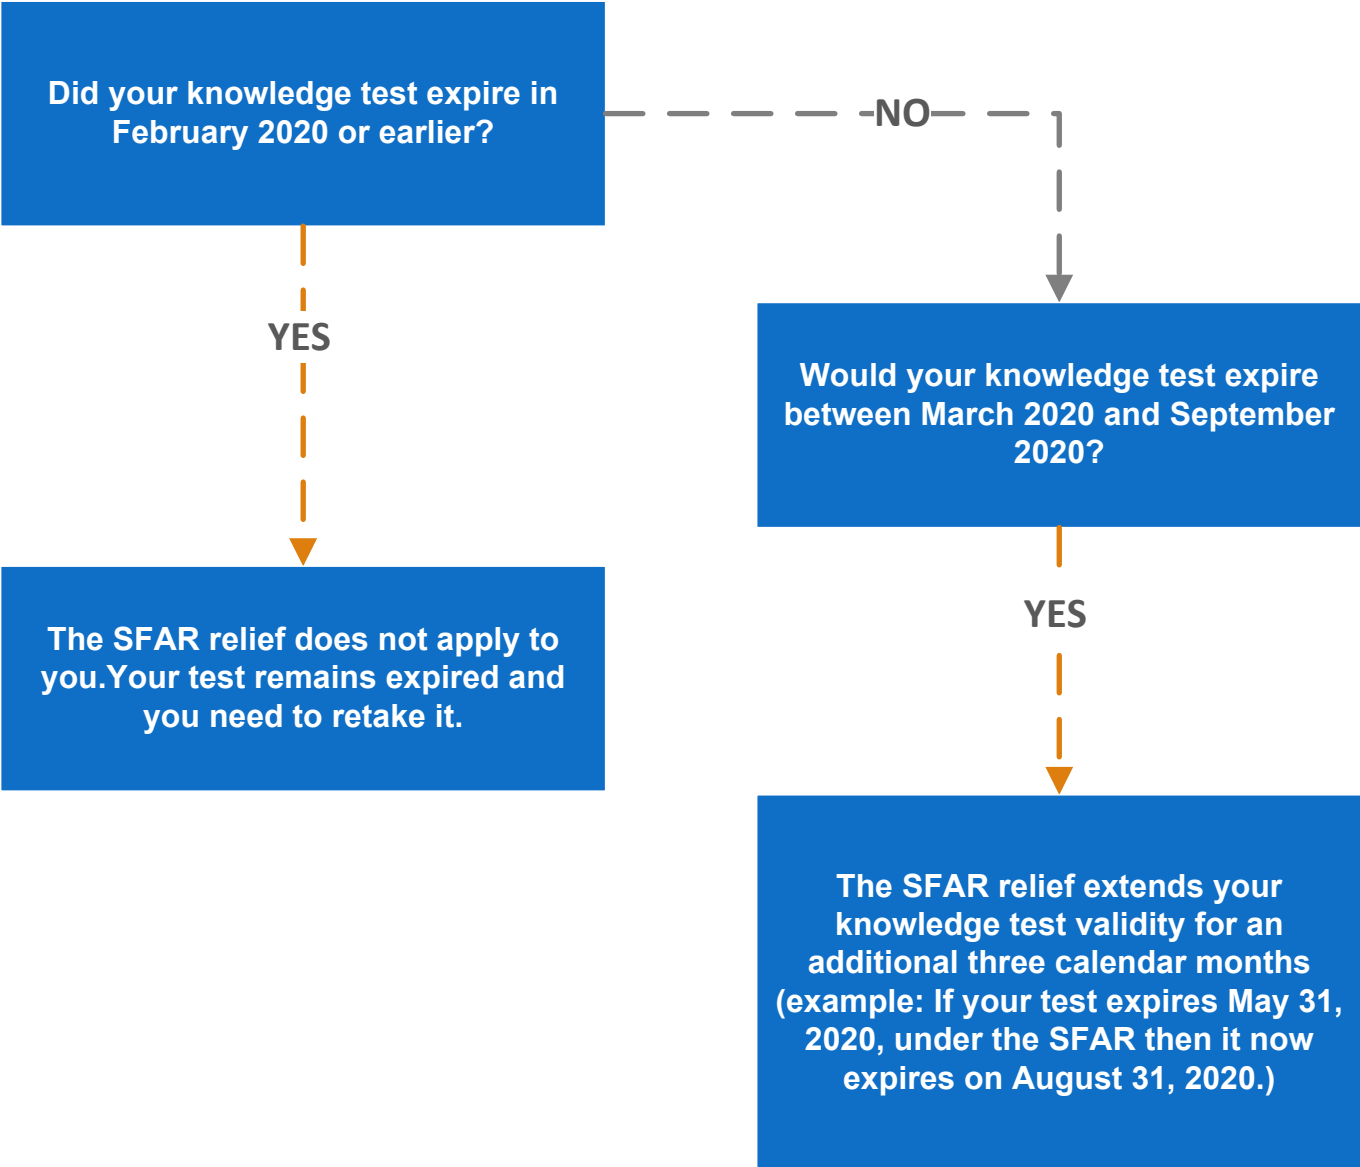 Did your knowledge test expire in
February 2020 or earlier?
NO
YES
Would your knowledge test expire
between March 2020 and September
2020?
The SFAR relief does not apply to
you.Your test remains expired and
you need to retake it.
YES
The SFAR relief extends your
knowledge test validity for an
additional three calendar months
(example: If your test expires May 31,
2020, under the SFAR then it now
expires on August 31, 2020.)